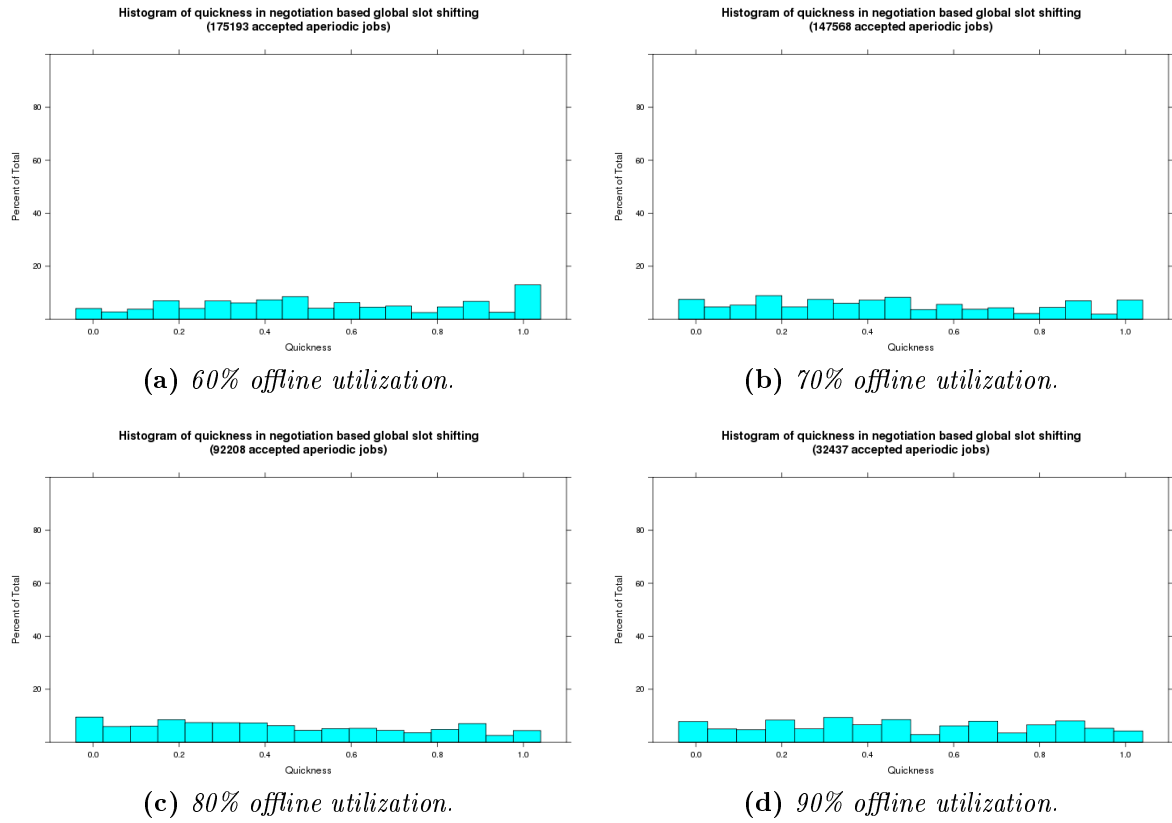 Histogram of quickness in negotiation based global slot shifting
(175193 accepted aperiodic jobs)
80
60
40
20
Percent of Total
0.0 0.2 0.4 0.6 0.8 1.0
Quickness
(a) 60% offline utilization.
Histogram of quickness in negotiation based global slot shifting
(147568 accepted aperiodic jobs)
80
60
40
20
Percent of Total
0.0 0.2 0.4 0.6 0.8 1.0
Quickness
(b) 70% offline utilization.
Histogram of quickness in negotiation based global slot shifting
(92208 accepted aperiodic jobs)
80
60
40
20
Percent of Total
0.0 0.2 0.4 0.6 0.8 1.0
Quickness
(c) 80% offline utilization.
Histogram of quickness in negotiation based global slot shifting
(32437 accepted aperiodic jobs)
80
60
40
20
Percent of Total
0.0 0.2 0.4 0.6 0.8 1.0
Quickness
(d) 90% offline utilization.